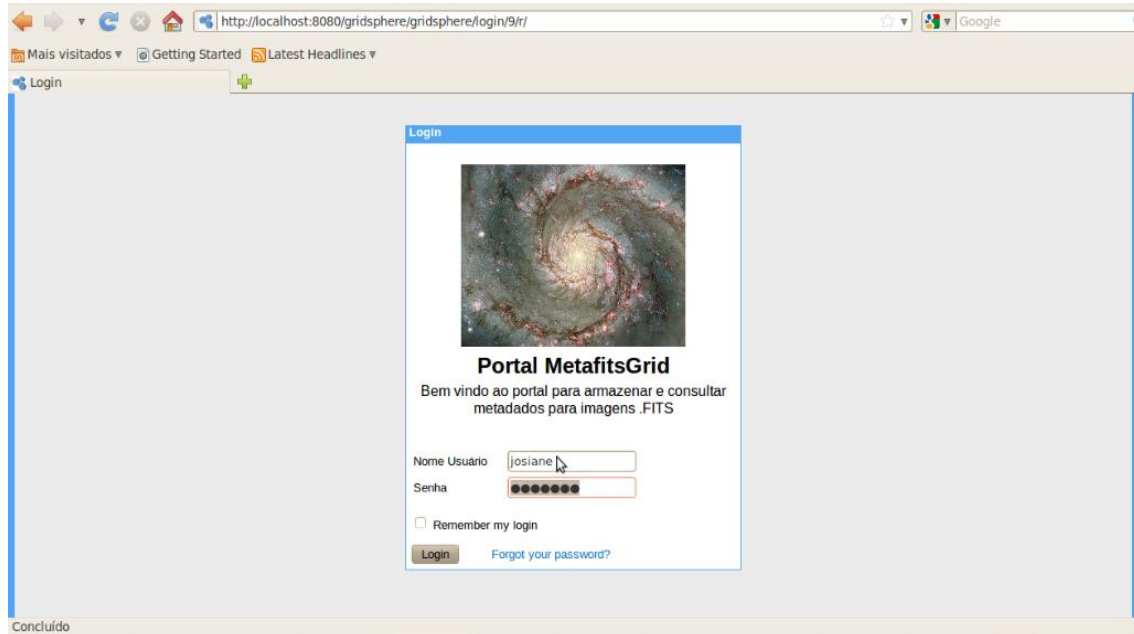 http://localhost:8080/gridsphere/gridsphere/login/9/r/
Google
Mais visitados
Getting Started
Latest Headlines
Login
Login
Portal MetafitsGrid
Bem vindo ao portal para armazenar e consultar
metadados para imagens .FITS
Nome Usuário
josiane
Senha
Remember my login
Login
Forgot your password?
Concluído